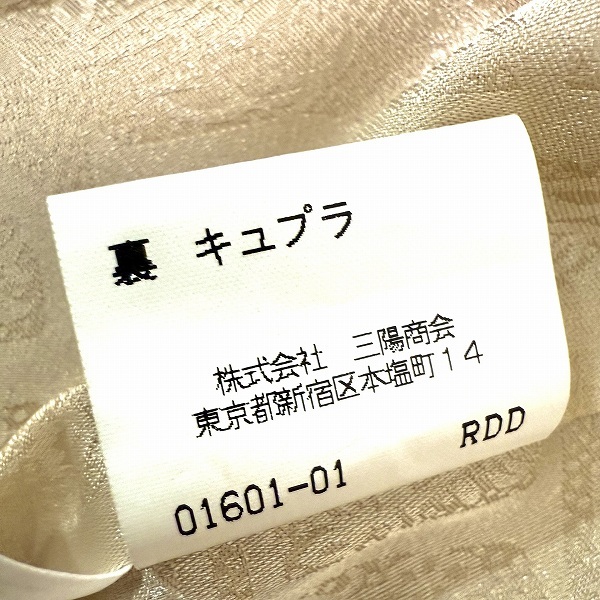 裏 キュプラ
株式会社 三陽商会
東京都新宿区本塩町14
RDD
01601-01